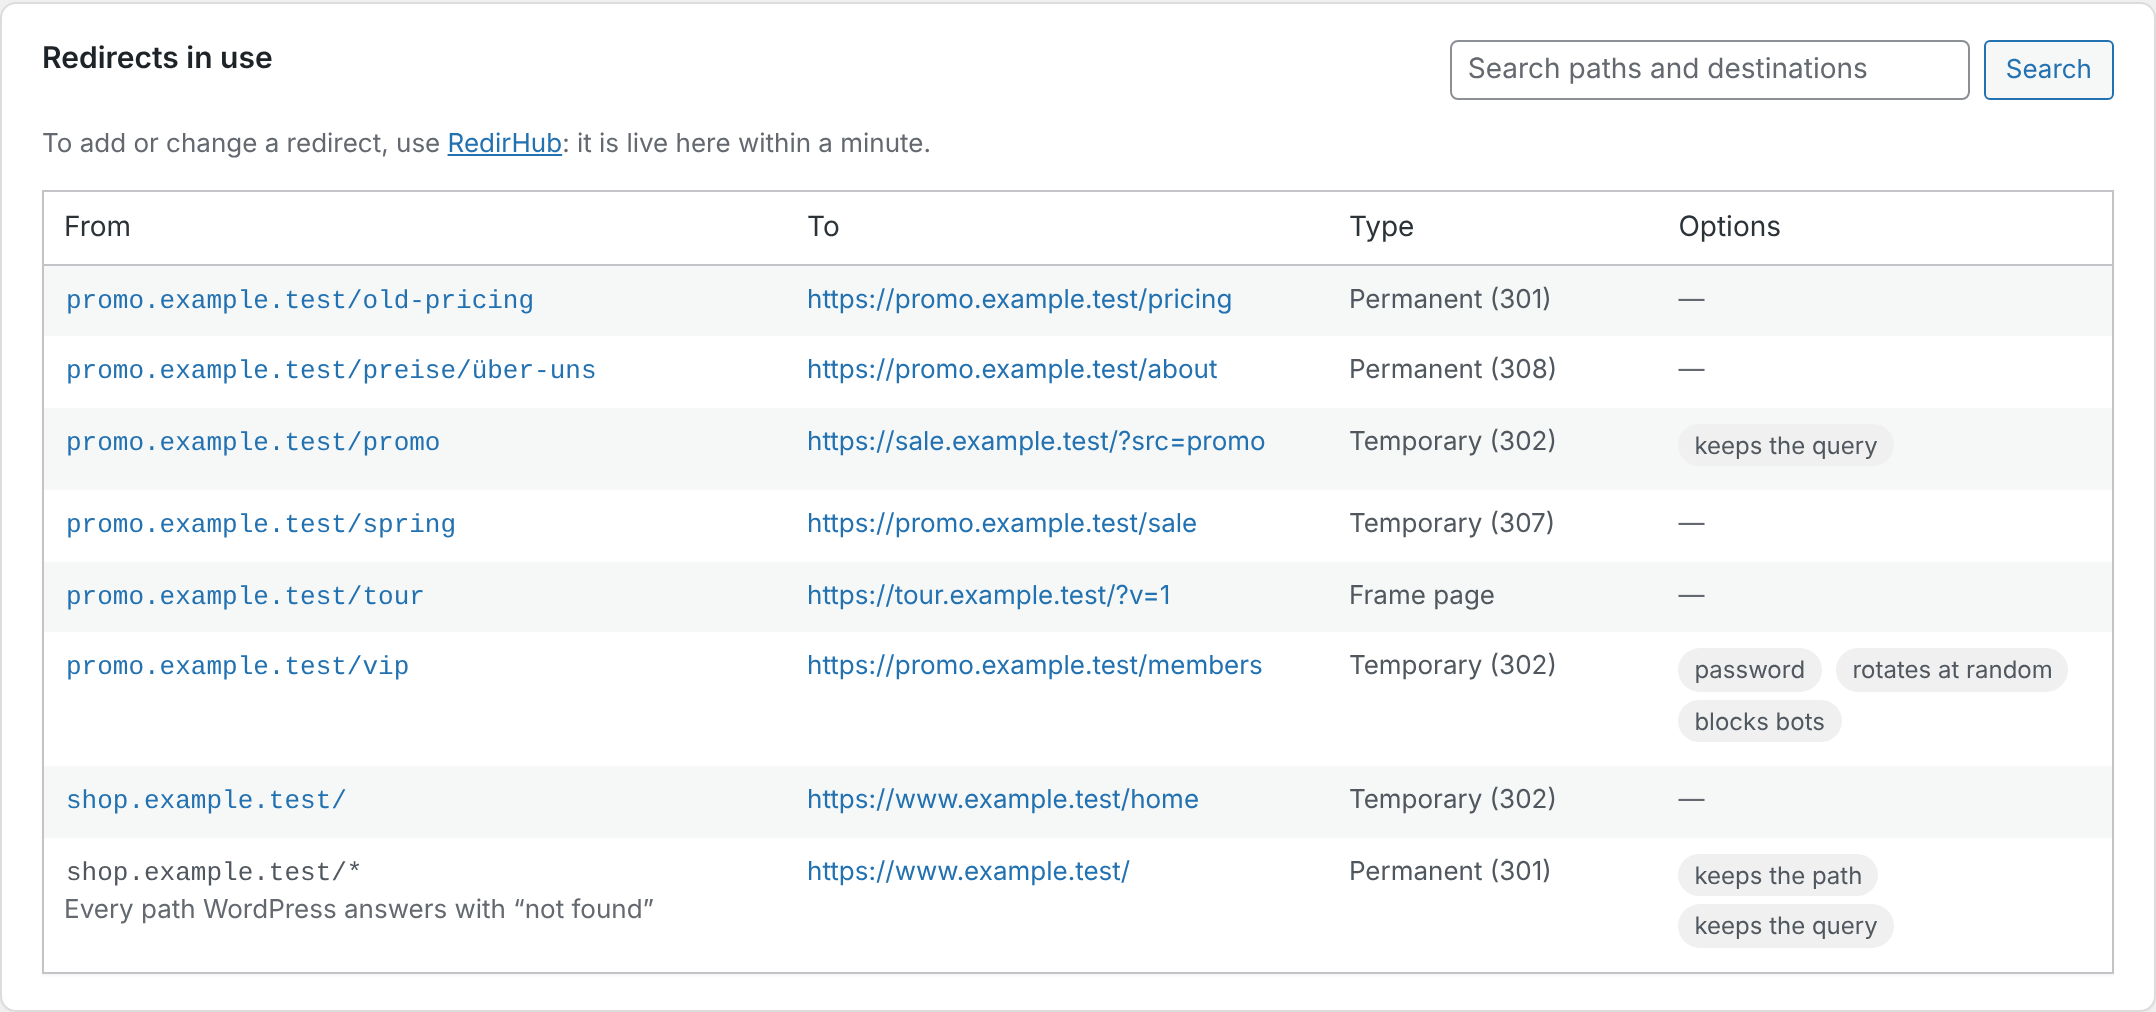 Redirects in use
Search paths and destinations
Search
To add or change a redirect, use RedirHub: it is live here within a minute.
From To Type Options
promo.example.test/old-pricing https://promo.example.test/pricing Permanent (301) —
promo.example.test/preise/über-uns https://promo.example.test/about Permanent (308) —
promo.example.test/promo https://sale.example.test/?src=promo Temporary (302) keeps the query
promo.example.test/spring https://promo.example.test/sale Temporary (307) —
promo.example.test/tour https://tour.example.test/?v=1 Frame page —
promo.example.test/vip https://promo.example.test/members Temporary (302) password rotates at random
blocks bots
shop.example.test/ https://www.example.test/home Temporary (302) —
shop.example.test/* https://www.example.test/ Permanent (301) keeps the path
Every path WordPress answers with “not found” keeps the query